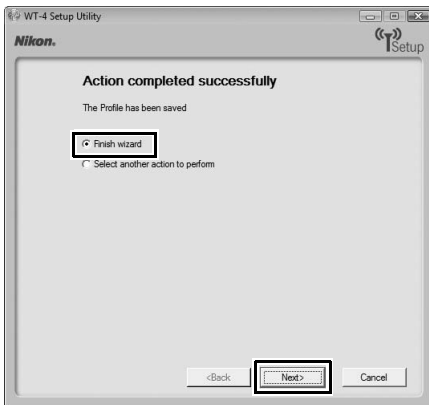 WT-4 Setup Utility
Nikon.
Setup
Action completed successfully
The Profile has been saved
Finish wizard
Select another action to perform
<Back Next> Cancel